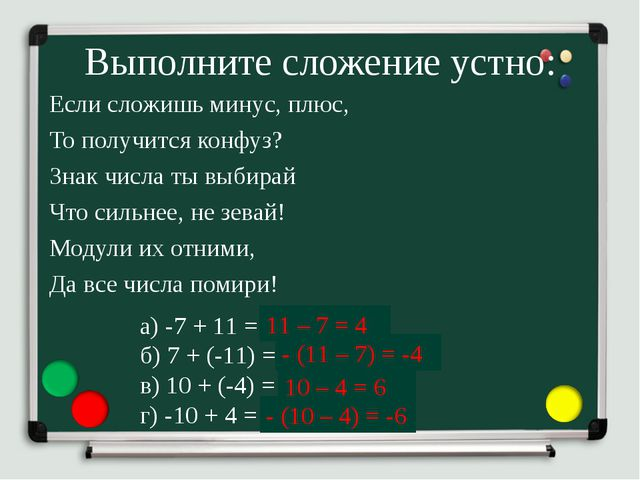 Выполните сложение устно:
Если сложишь минус, плюс,
То получится конфуз?
Знак числа ты выбирай
Что сильнее, не зевай!
Модули их отними,
Да все числа помири!
а) -7 + 11 = 11 – 7 = 4
б) 7 + (-11) = - (11 – 7) = -4
в) 10 + (-4) = 10 – 4 = 6
г) -10 + 4 = - (10 – 4) = -6